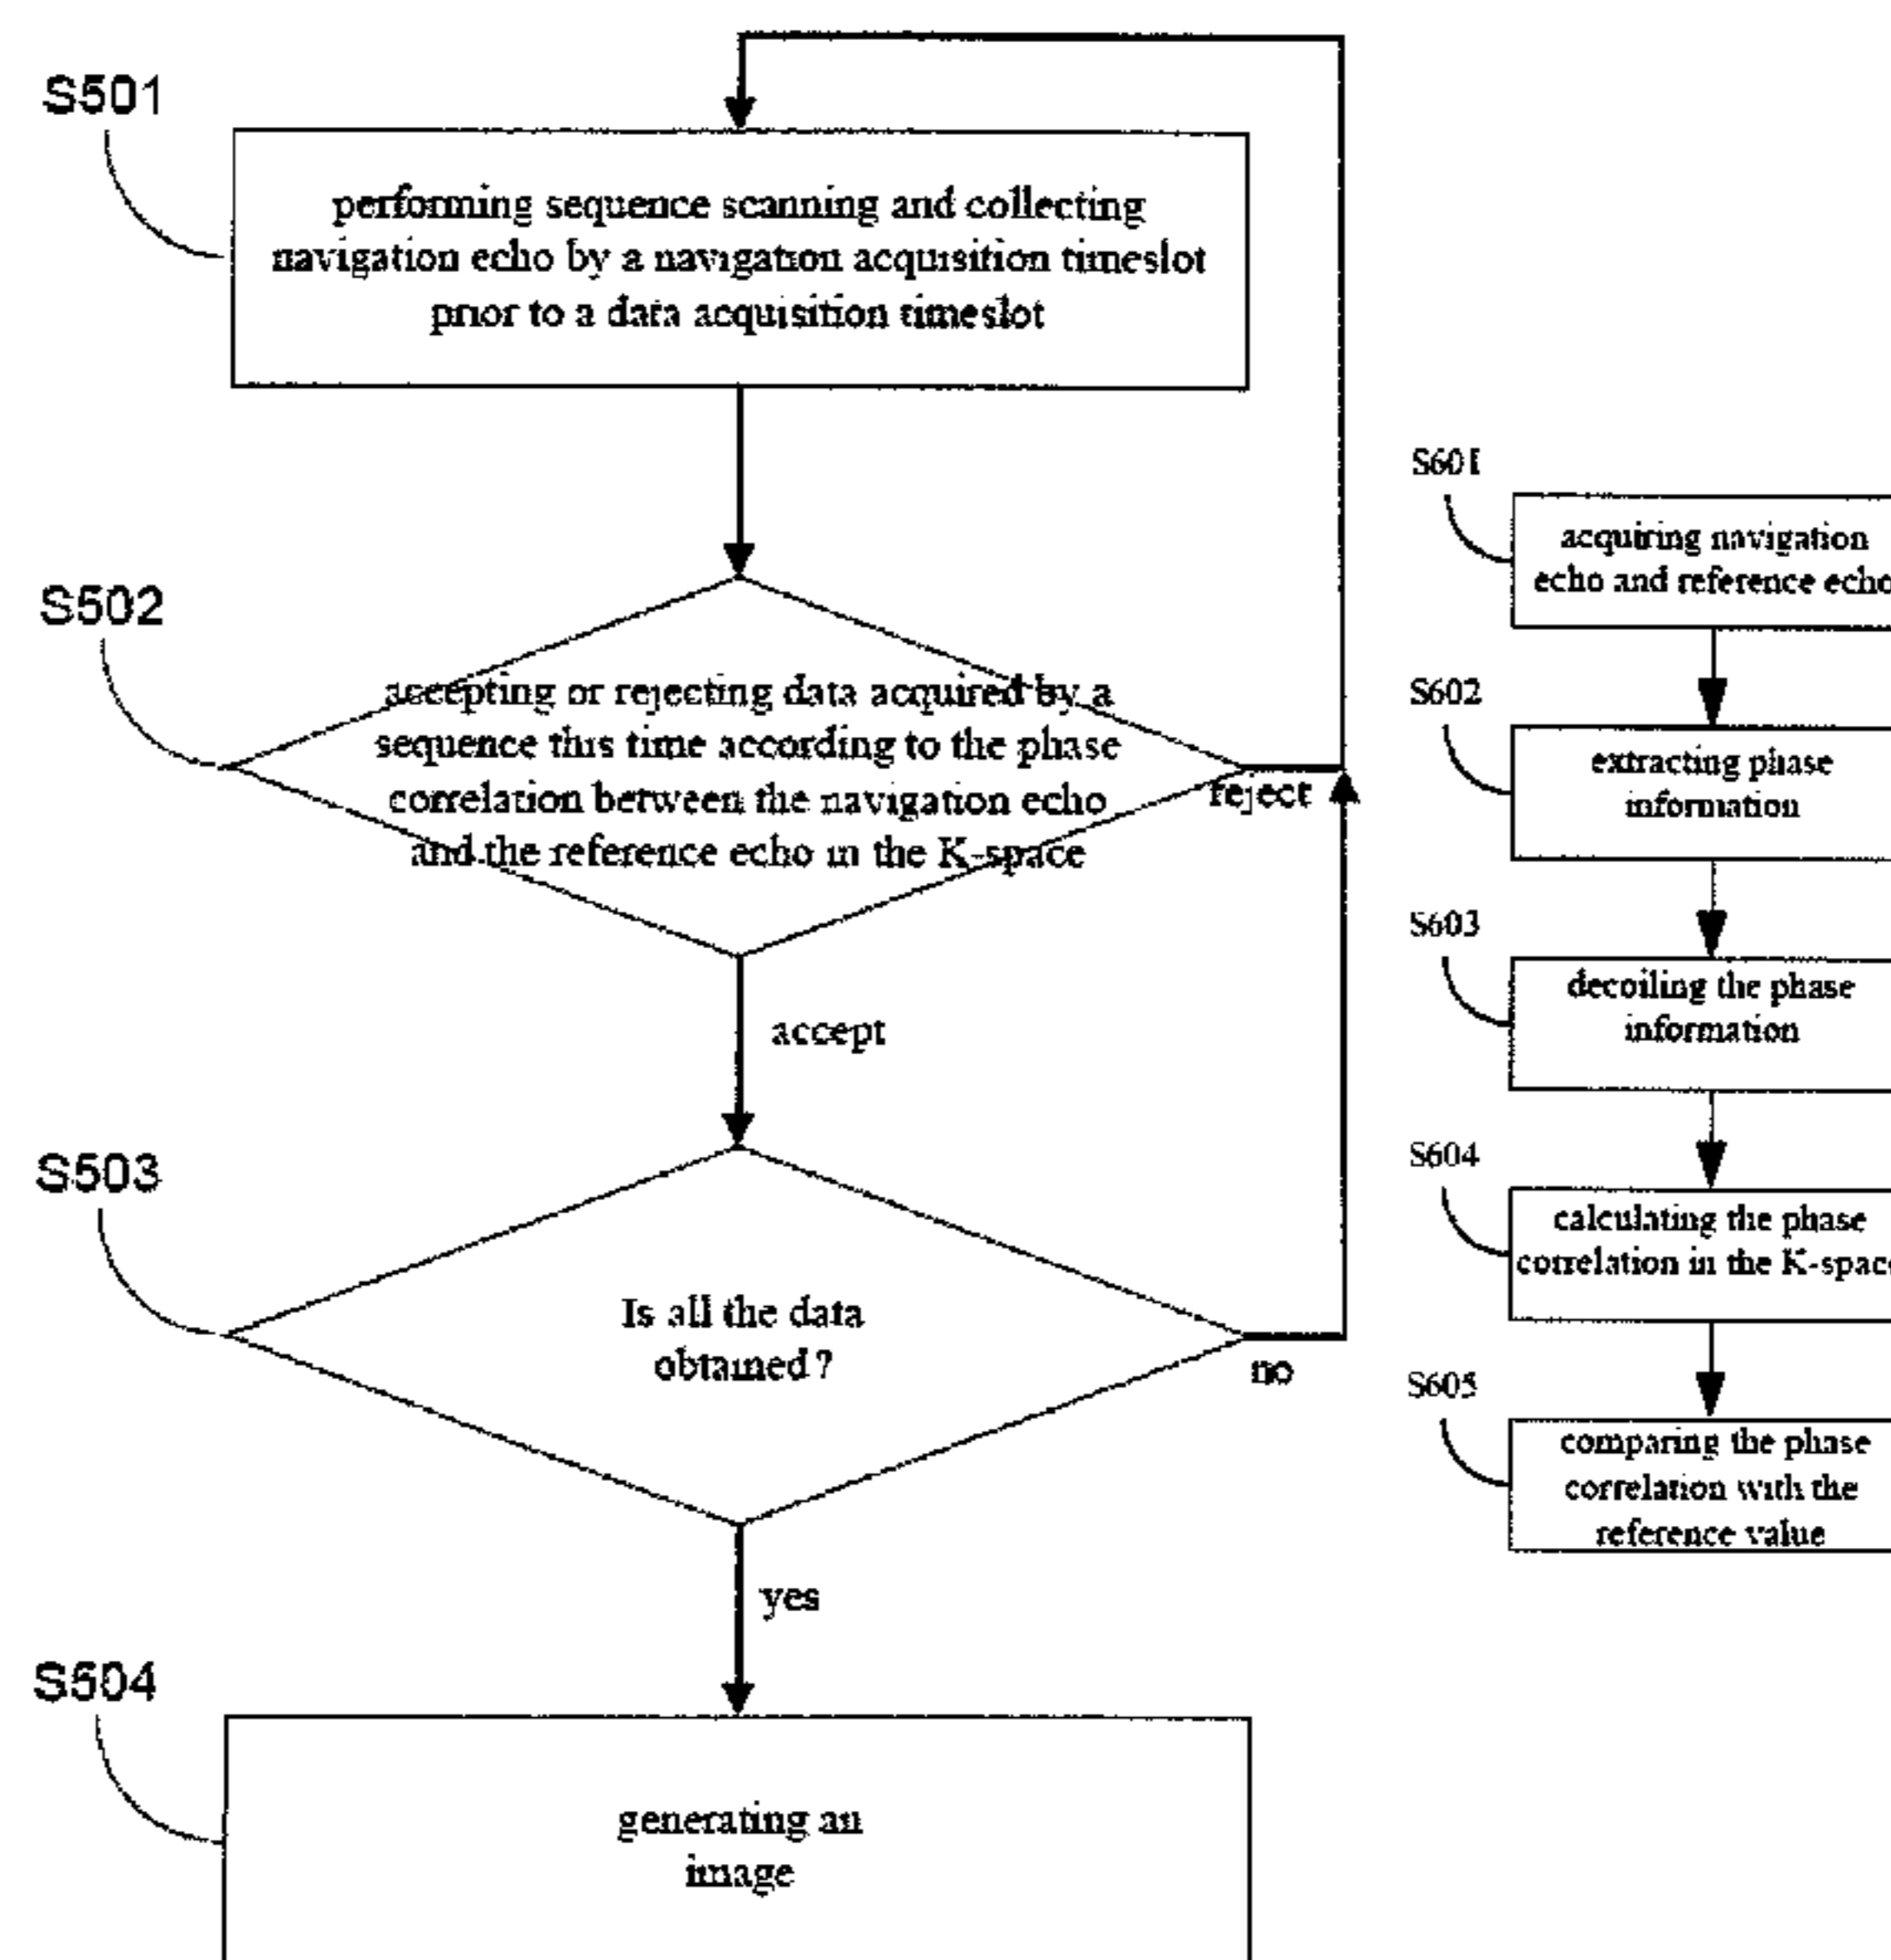 S501
performing sequence scanning and collecting
navigation echo by a navigation acquisition timeslot
prior to a data acquisition timeslot
S502
accepting or rejecting data acquired by a
sequence this time according to the phase
correlation between the navigation echo
and the reference echo in the K-space
reject
accept
S503
Is all the data
obtained?
no
yes
S504
generating an
image
S601
acquiring navigation
echo and reference echo
S602
extracting phase
information
S603
decoiling the phase
information
S604
calculating the phase
correlation in the K-space
S605
comparing the phase
correlation with the
reference value